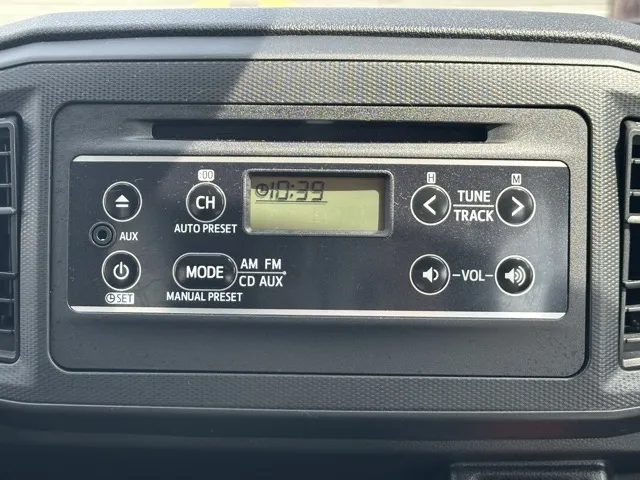 :00
H
M
10:39
CH
TUNE
TRACK
AUX
AUTO PRESET
MODE
AM FM
CD AUX
VOL
SET
MANUAL PRESET